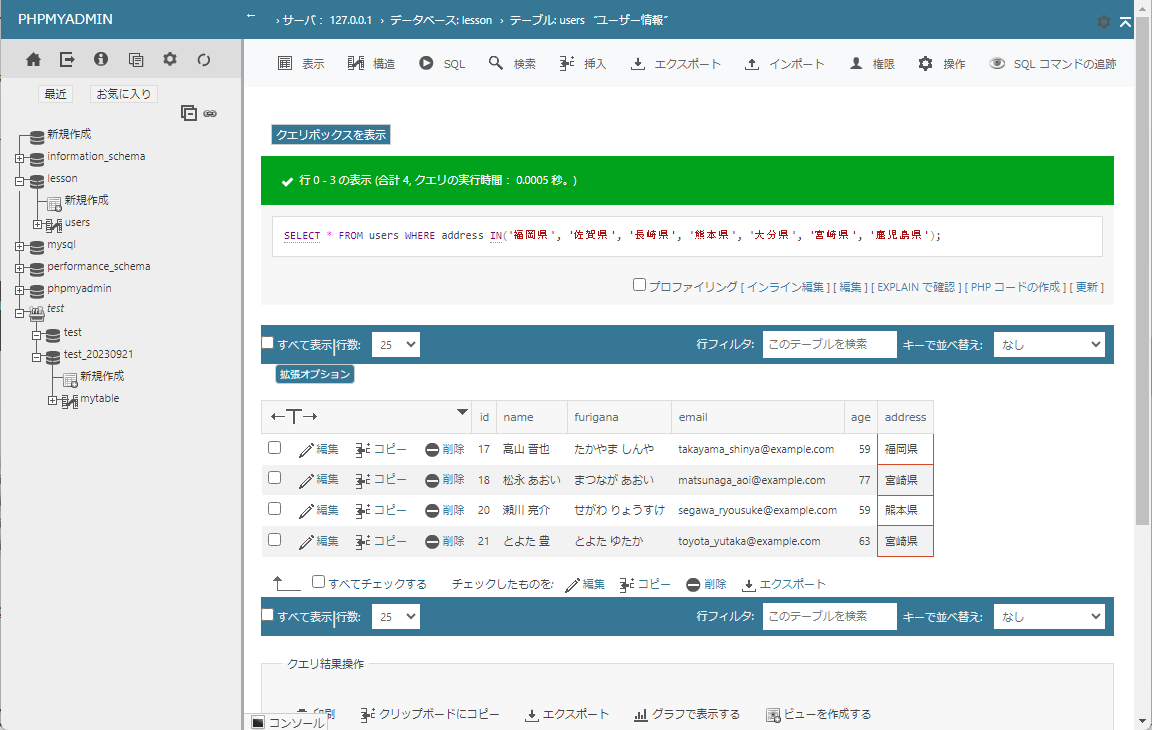 PHPMYADMIN
← › サーバ： 127.0.0.1 › データベース: lesson › テーブル: users “ユーザー情報”
表示 構造 SQL 検索 挿入 エクスポート インポート 権限 操作 SQL コマンドの追跡
最近 お気に入り
新規作成
information_schema
lesson
新規作成
users
mysql
performance_schema
phpmyadmin
test
test
test_20230921
新規作成
mytable
クエリボックスを表示
行 0 - 3 の表示 (合計 4, クエリの実行時間： 0.0005 秒。)
SELECT * FROM users WHERE address IN('福岡県', '佐賀県', '長崎県', '熊本県', '大分県', '宮崎県', '鹿児島県');
プロファイリング [ インライン編集 ] [ 編集 ] [ EXPLAIN で確認 ] [ PHP コードの作成 ] [ 更新 ]
すべて表示 行数: 25 行フィルタ: このテーブルを検索 キーで並べ替え: なし
拡張オプション
←T→ id name furigana email age address
編集 コピー 削除 17 高山 晋也 たかやま しんや takayama_shinya@example.com 59 福岡県
編集 コピー 削除 18 松永 あおい まつなが あおい matsunaga_aoi@example.com 77 宮崎県
編集 コピー 削除 20 瀬川 亮介 せがわ りょうすけ segawa_ryousuke@example.com 59 熊本県
編集 コピー 削除 21 とよた 豊 とよた ゆたか toyota_yutaka@example.com 63 宮崎県
すべてチェックする チェックしたものを: 編集 コピー 削除 エクスポート
すべて表示 行数: 25 行フィルタ: このテーブルを検索 キーで並べ替え: なし
クエリ結果操作
印刷 クリップボードにコピー エクスポート グラフで表示する ビューを作成する
コンソール